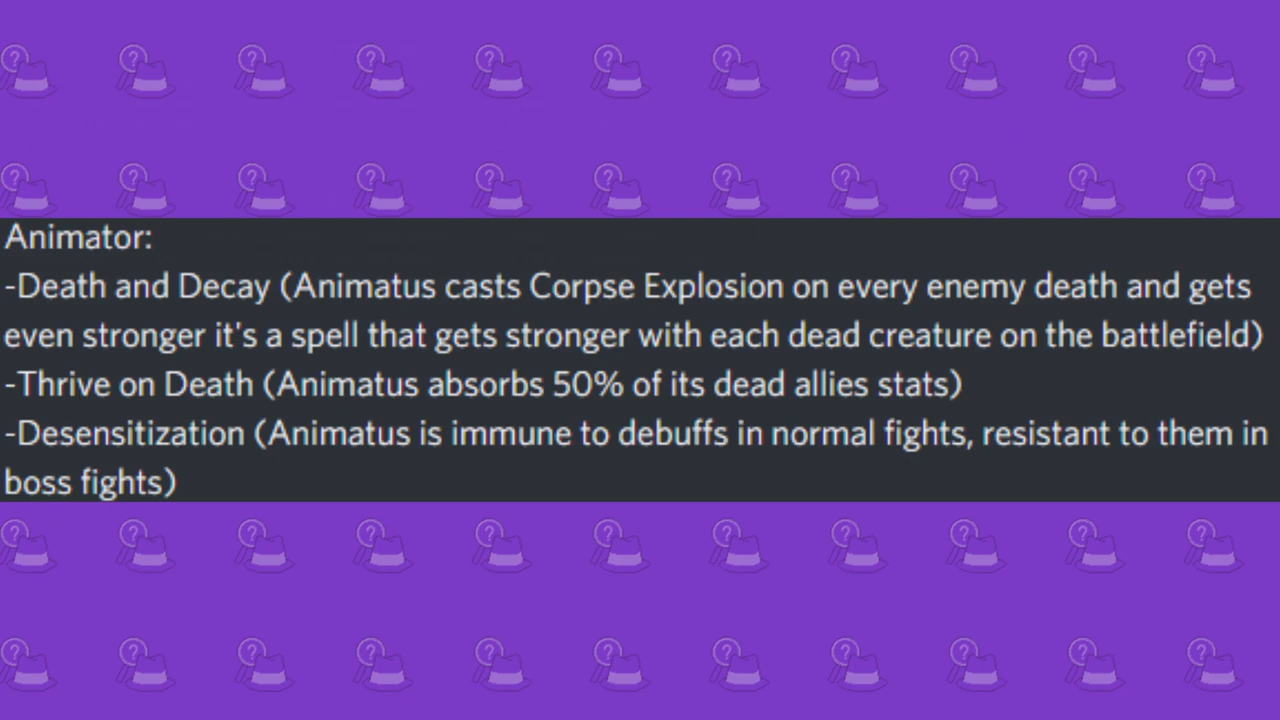 Animator:
-Death and Decay (Animatus casts Corpse Explosion on every enemy death and gets
even stronger it's a spell that gets stronger with each dead creature on the battlefield)
-Thrive on Death (Animatus absorbs 50% of its dead allies stats)
-Desensitization (Animatus is immune to debuffs in normal fights, resistant to them in
boss fights)